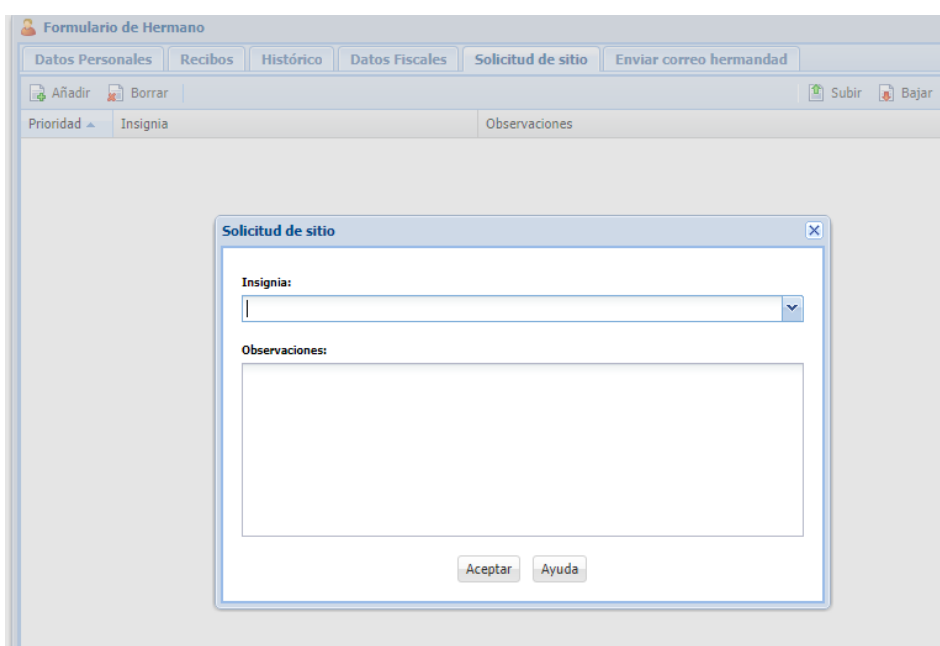 Formulario de Hermano
Datos Personales Recibos Histórico Datos Fiscales Solicitud de sitio Enviar correo hermandad
Añadir Borrar Subir Bajar
Prioridad Insignia Observaciones
Solicitud de sitio
Insignia:
Observaciones:
Aceptar Ayuda